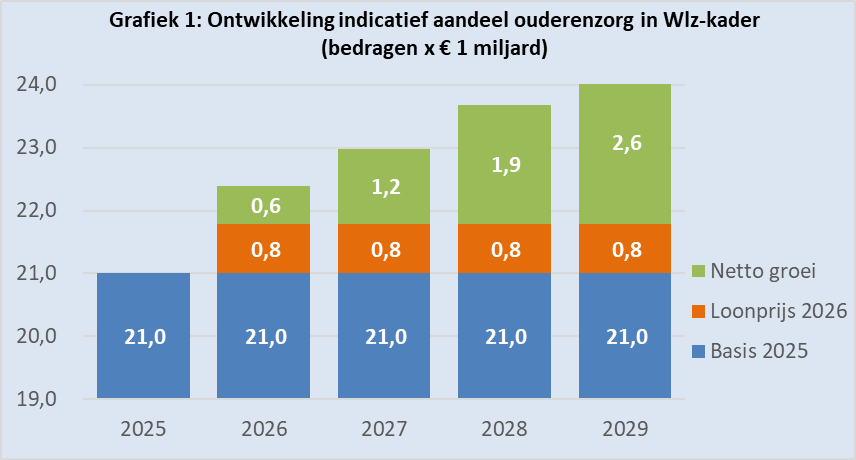 Grafiek 1: Ontwikkeling indicatief aandeel ouderenzorg in Wlz-kader
(bedragen x € 1 miljard)
24,0
23,0
22,0
21,0
20,0
19,0
2,6
1,9
1,2
0,6
0,8 0,8 0,8 0,8
21,0 21,0 21,0 21,0 21,0
2025 2026 2027 2028 2029
Netto groei
Loonprijs 2026
Basis 2025